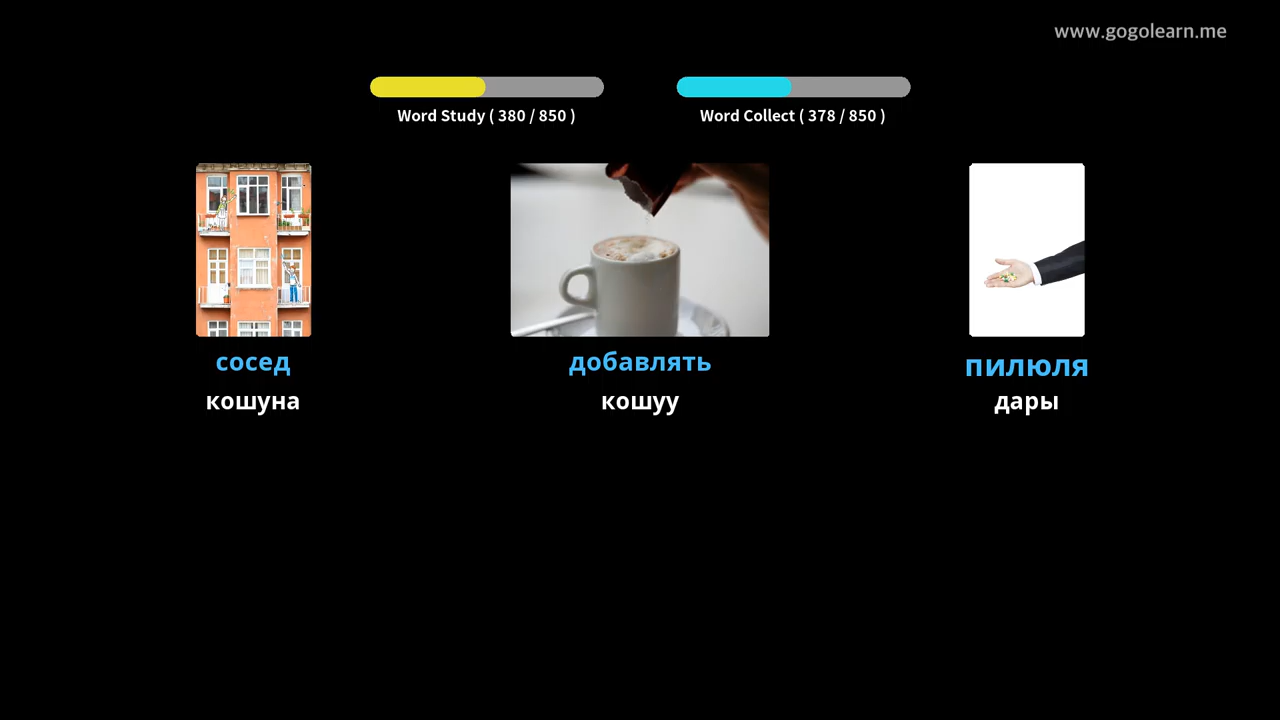 www.gogolearn.me
Word Study ( 380 / 850 )
Word Collect ( 378 / 850 )
сосед
кошуна
добавлять
кошуу
пилюля
дары